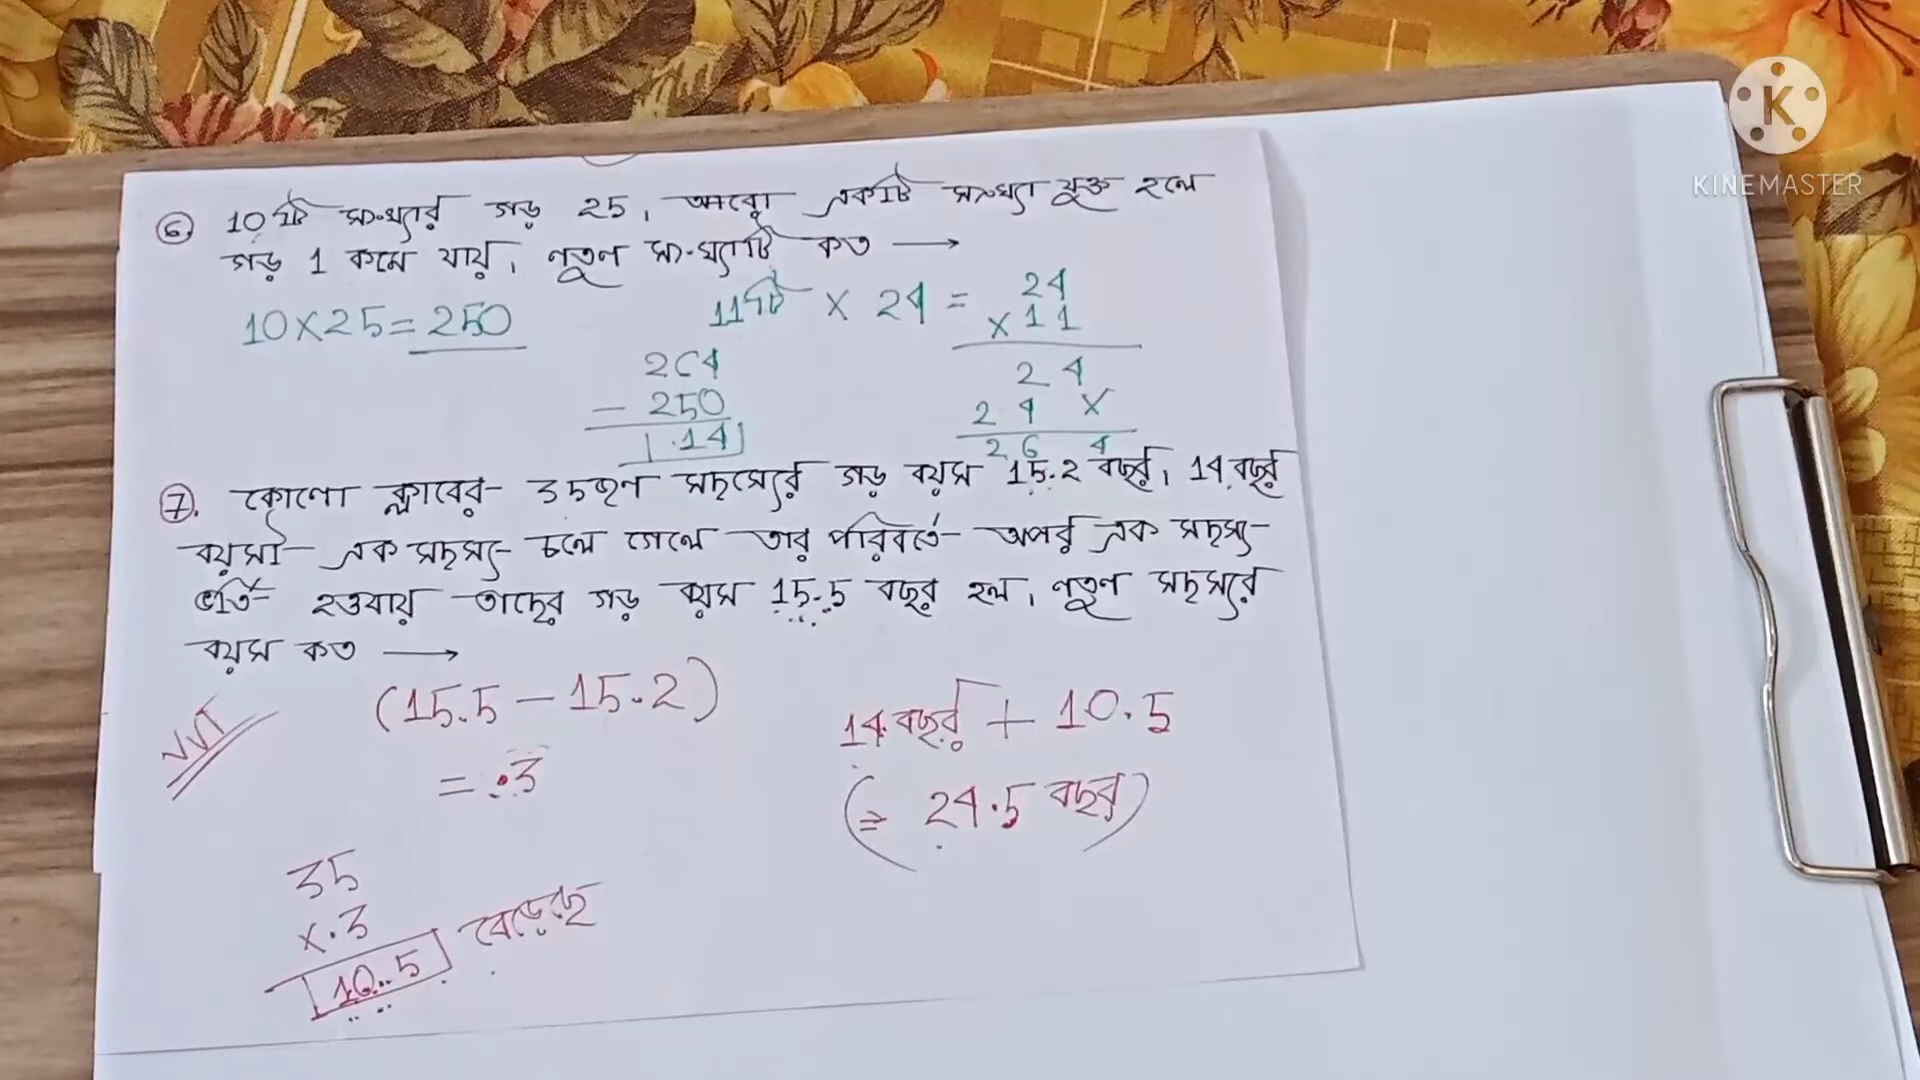 KINEMASTER
⑥. 10টি সংখ্যার গড় 25, আরো একটি সংখ্যা যুক্ত হলে
গড় 1 কমে যায়। নতুন সংখ্যাটি কত →
10×25=250
11টি × 24 =
24
×11
24
24×
264
264
- 250
14
⑦. কোনো ক্লাবের 35জন সদস্যের গড় বয়স 15.2 বছর, 14 বছর
বয়সী এক সদস্য চলে গেলে তার পরিবর্তে অপর এক সদস্য
ভর্তি হওয়ায় তাদের গড় বয়স 15.5 বছর হল। নতুন সদস্যের
বয়স কত →
VVI
(15.5 - 15.2)
= .3
35
×.3
10.5 বেড়েছে
14 বছর + 10.5
= 24.5 বছর